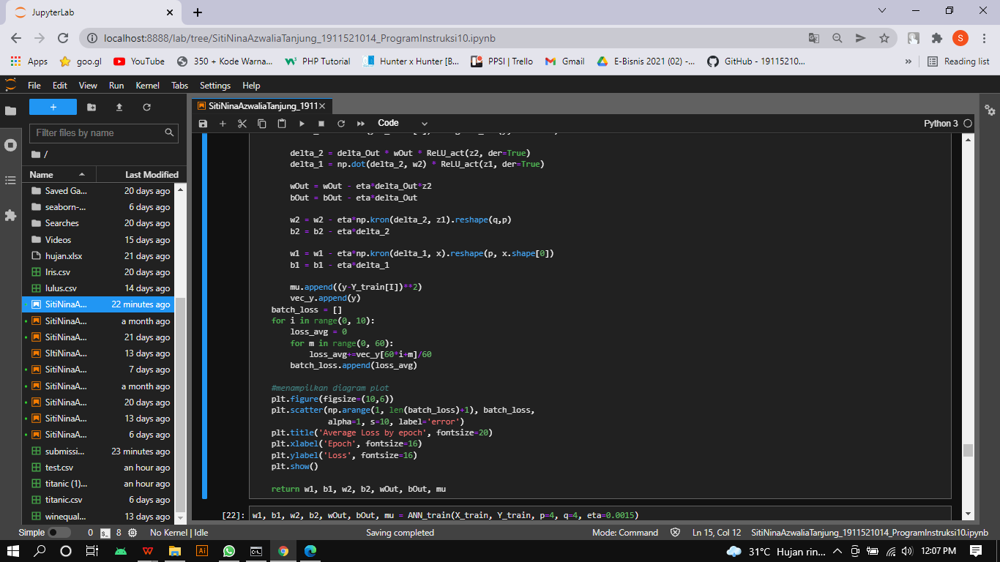 JupyterLab
localhost:8888/lab/tree/SitiNinaAzwaliaTanjung_1911521014_ProgramInstruksi10.ipynb
S
Apps goo.gl YouTube 350 + Kode Warna... PHP Tutorial Hunter x Hunter [B... PPSI | Trello Gmail E-Bisnis 2021 (02) -... GitHub - 19115210... » Reading list
File Edit View Run Kernel Tabs Settings Help
SitiNinaAzwaliaTanjung_1911
Code
Python 3
Filter files by name
/
Name Last Modified
Saved Ga... 20 days ago
seaborn-... 6 days ago
Searches 20 days ago
Videos 15 days ago
hujan.xlsx 21 days ago
Iris.csv 20 days ago
lulus.csv 14 days ago
SitiNinaA... 22 minutes ago
SitiNinaA... a month ago
SitiNinaA... 21 days ago
SItiNinaA... 13 days ago
SitiNinaA... 7 days ago
SitiNinaA... a month ago
SitiNinaA... 20 days ago
SitiNinaA... 13 days ago
SitiNinaA... 6 days ago
submissi... 23 minutes ago
test.csv an hour ago
titanic (1)... an hour ago
titanic.csv 6 days ago
winequal... 13 days ago
delta_2 = delta_Out * wOut * ReLU_act(z2, der=True)
delta_1 = np.dot(delta_2, w2) * ReLU_act(z1, der=True)
wOut = wOut - eta*delta_Out*z2
bOut = bOut - eta*delta_Out
w2 = w2 - eta*np.kron(delta_2, z1).reshape(q,p)
b2 = b2 - eta*delta_2
w1 = w1 - eta*np.kron(delta_1, x).reshape(p, x.shape[0])
b1 = b1 - eta*delta_1
mu.append((y-Y_train[I])**2)
vec_y.append(y)
batch_loss = []
for i in range(0, 10):
loss_avg = 0
for m in range(0, 60):
loss_avg+=vec_y[60*i+m]/60
batch_loss.append(loss_avg)
#menampilkan diagram plot
plt.figure(figsize=(10,6))
plt.scatter(np.arange(1, len(batch_loss)+1), batch_loss,
alpha=1, s=10, label='error')
plt.title('Average Loss by epoch', fontsize=20)
plt.xlabel('Epoch', fontsize=16)
plt.ylabel('Loss', fontsize=16)
plt.show()
return w1, b1, w2, b2, wOut, bOut, mu
[22]: w1, b1, w2, b2, wOut, bOut, mu = ANN_train(X_train, Y_train, p=4, q=4, eta=0.0015)
Simple 0 8 No Kernel | Idle Saving completed Mode: Command Ln 15, Col 12 SitiNinaAzwaliaTanjung_1911521014_ProgramInstruksi10.ipynb
31°C Hujan rin... 12:07 PM